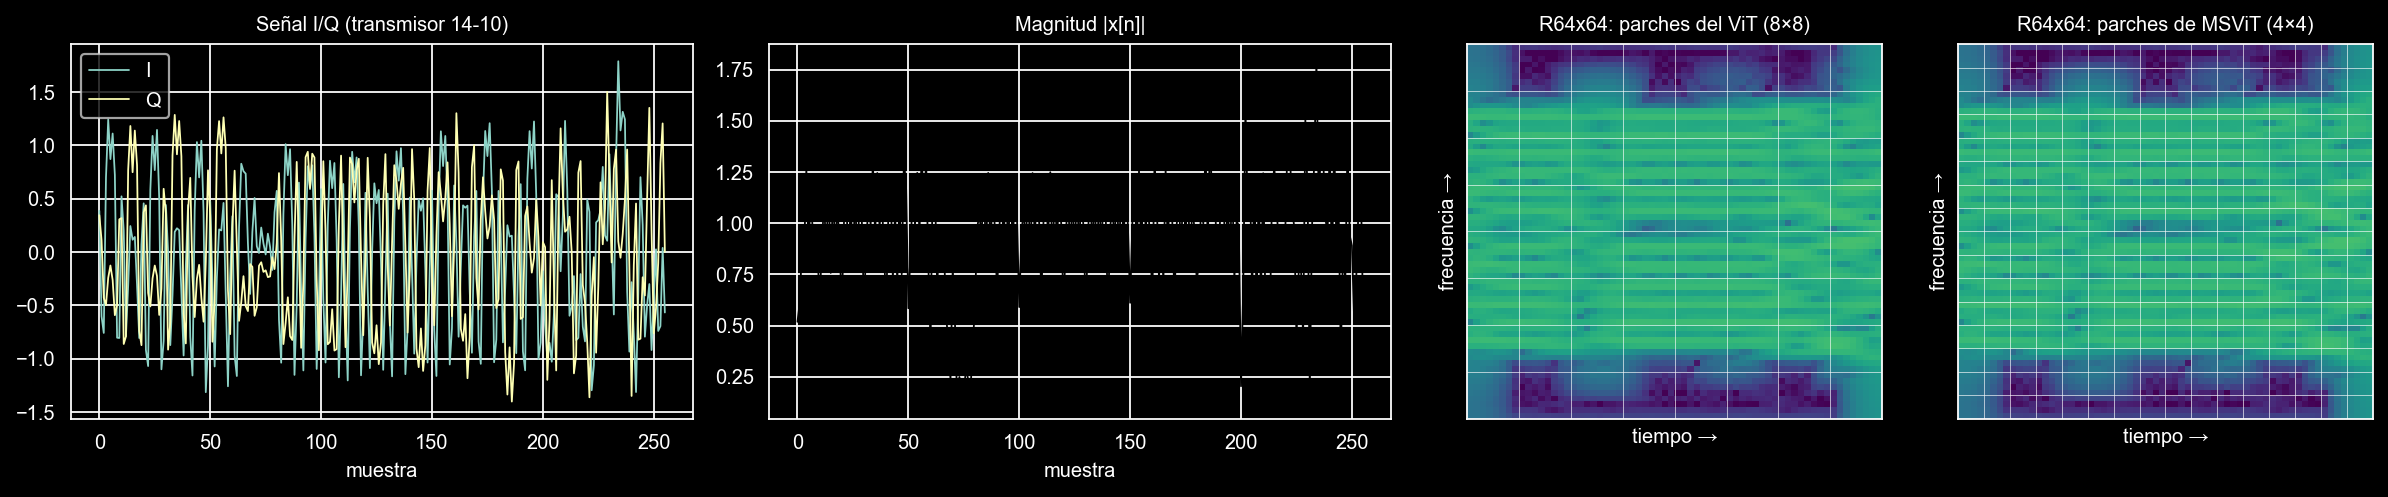 Señal I/Q (transmisor 14-10)
I
Q
1.5
1.0
0.5
0.0
−0.5
−1.0
−1.5
0 50 100 150 200 250
muestra
Magnitud |x[n]|
1.75
1.50
1.25
1.00
0.75
0.50
0.25
0 50 100 150 200 250
muestra
R64x64: parches del ViT (8×8)
frecuencia →
tiempo →
R64x64: parches de MSViT (4×4)
frecuencia →
tiempo →